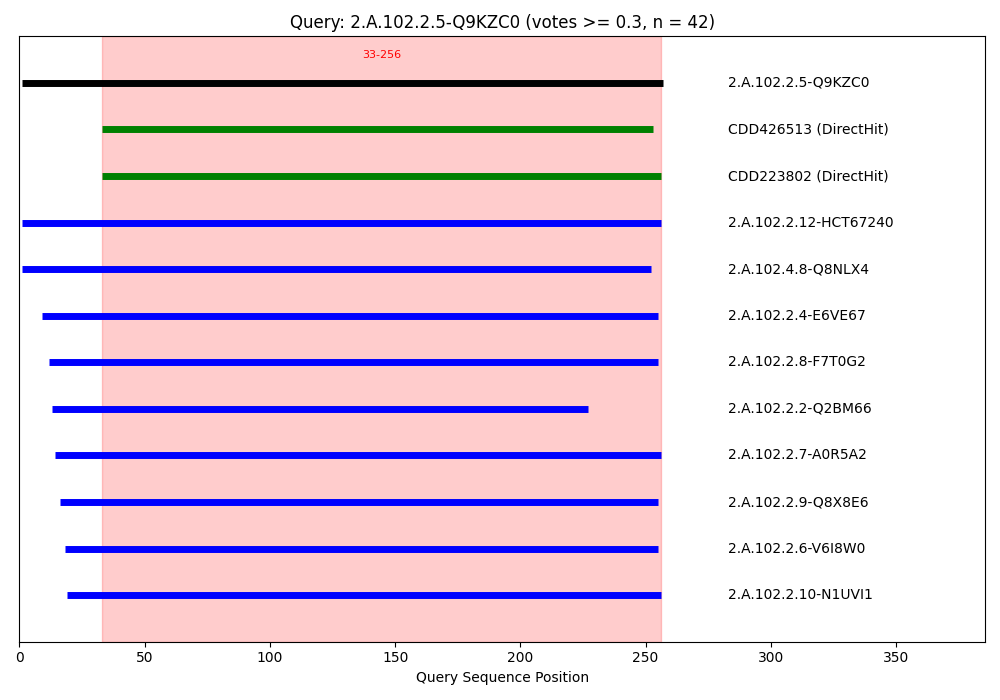 Query: 2.A.102.2.5-Q9KZC0 (votes >= 0.3, n = 42)
33-256
2.A.102.2.5-Q9KZC0
CDD426513 (DirectHit)
CDD223802 (DirectHit)
2.A.102.2.12-HCT67240
2.A.102.4.8-Q8NLX4
2.A.102.2.4-E6VE67
2.A.102.2.8-F7T0G2
2.A.102.2.2-Q2BM66
2.A.102.2.7-A0R5A2
2.A.102.2.9-Q8X8E6
2.A.102.2.6-V6I8W0
2.A.102.2.10-N1UVI1
0 50 100 150 200 250 300 350
Query Sequence Position